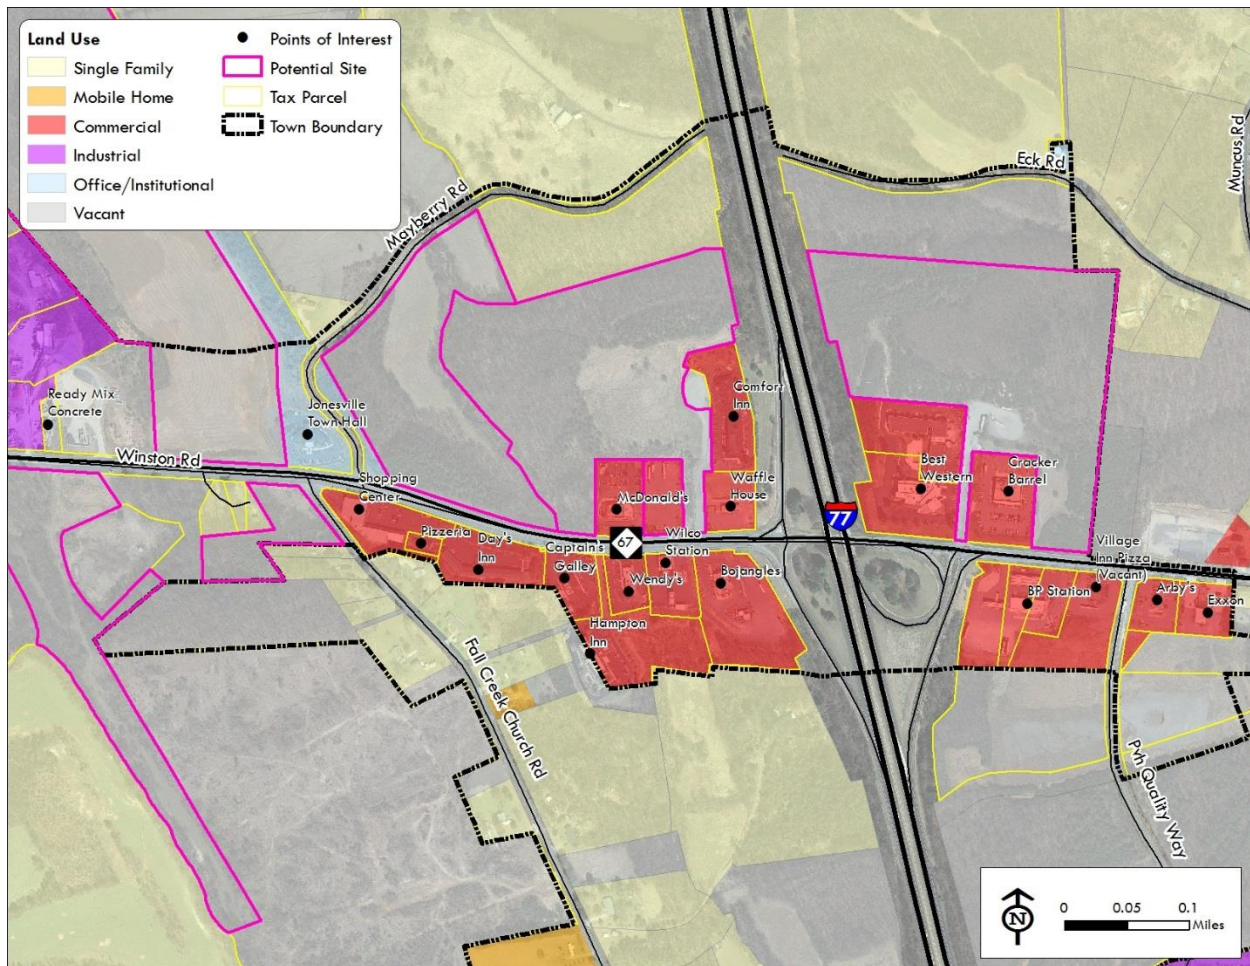 Land Use
Single Family
Mobile Home
Commercial
Industrial
Office/Institutional
Vacant
Points of Interest
Potential Site
Tax Parcel
Town Boundary
Mayberry Rd
Eck Rd
Muncus Rd
Ready Mix
Concrete
Jonesville
Town Hall
Winston Rd
Shopping
Center
Pizzeria
Day's
Inn
Captain's
Galley
McDonald's
67
Wendy's
Wilco
Station
Comfort
Inn
Waffle
House
Bojangles
Hampton
Inn
77
Best
Western
Cracker
Barrel
Village
Inn Pizza
(Vacant)
BP Station
Arby's
Exxon
Fall Creek Church Rd
Pvh Quality Way
N
0 0.05 0.1
Miles